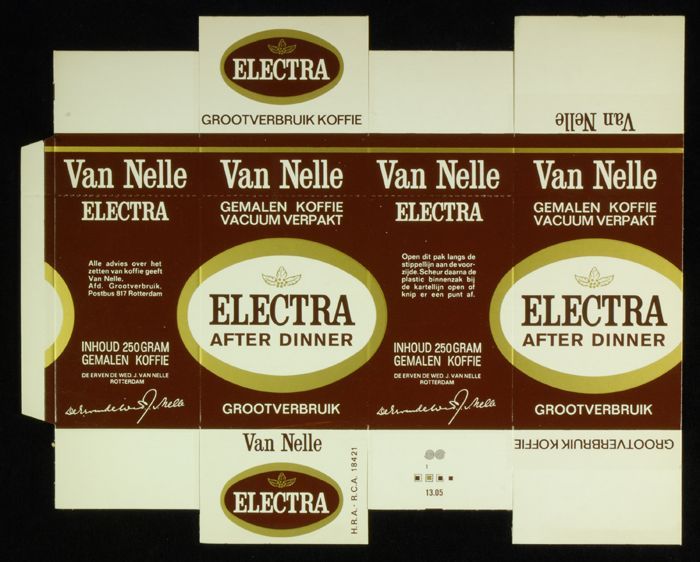 ELECTRA
GROOTVERBRUIK KOFFIE
Van Nelle
Van Nelle
ELECTRA
Alle advies over het
zetten van koffie geeft
Van Nelle.
Afd. Grootverbruik.
Postbus 817 Rotterdam
INHOUD 250 GRAM
GEMALEN KOFFIE
DE ERVEN DE WED. J. VAN NELLE
ROTTERDAM
Van Nelle
GEMALEN KOFFIE
VACUUM VERPAKT
ELECTRA
AFTER DINNER
GROOTVERBRUIK
Van Nelle
ELECTRA
Open dit pak langs de
stippellijn aan de voor-
zijde. Scheur daarna de
plastic binnenzak bij
de kartellijn open of
knip er een punt af.
INHOUD 250 GRAM
GEMALEN KOFFIE
DE ERVEN DE WED. J. VAN NELLE
ROTTERDAM
Van Nelle
GEMALEN KOFFIE
VACUUM VERPAKT
ELECTRA
AFTER DINNER
GROOTVERBRUIK
Van Nelle
ELECTRA
H.R.A. - R.C.A. 18421
13.05
GROOTVERBRUIK KOFFIE